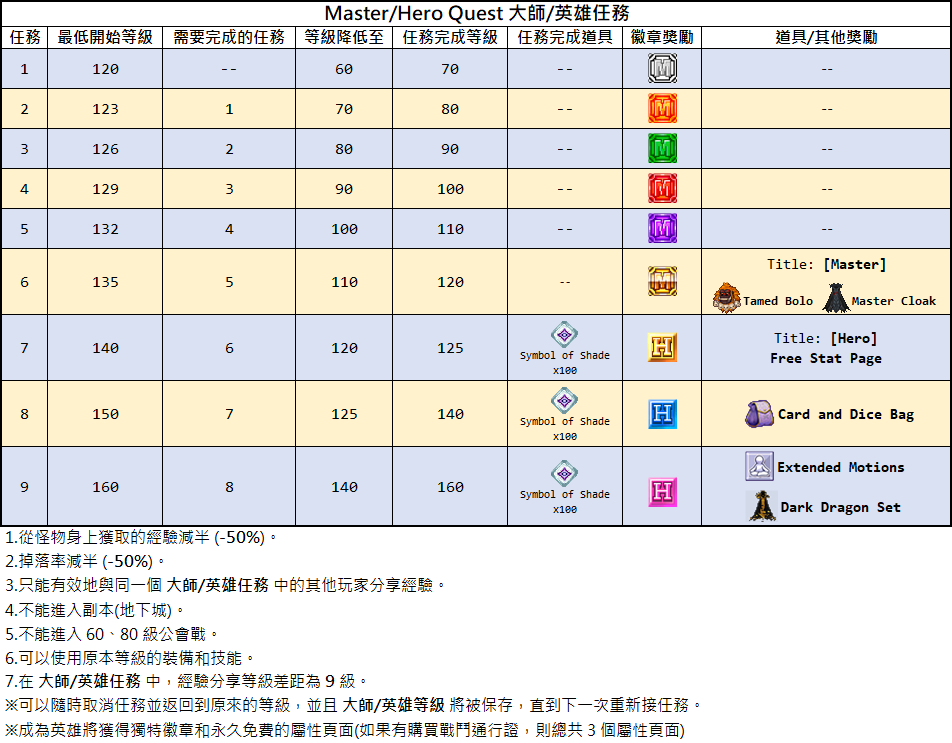 Master/Hero Quest 大師/英雄任務
任務 最低開始等級 需要完成的任務 等級降低至 任務完成等級 任務完成道具 徽章獎勵 道具/其他獎勵
1 120 -- 60 70 -- M --
2 123 1 70 80 -- M --
3 126 2 80 90 -- M --
4 129 3 90 100 -- M --
5 132 4 100 110 -- M --
6 135 5 110 120 -- M Title: [Master]
Tamed Bolo Master Cloak
7 140 6 120 125 Symbol of Shade x100 H Title: [Hero]
Free Stat Page
8 150 7 125 140 Symbol of Shade x100 H Card and Dice Bag
9 160 8 140 160 Symbol of Shade x100 H Extended Motions
Dark Dragon Set
1.從怪物身上獲取的經驗減半 (-50%)。
2.掉落率減半 (-50%)。
3.只能有效地與同一個 大師/英雄任務 中的其他玩家分享經驗。
4.不能進入副本(地下城)。
5.不能進入 60、80 級公會戰。
6.可以使用原本等級的裝備和技能。
7.在 大師/英雄任務 中，經驗分享等級差距為 9 級。
※可以隨時取消任務並返回到原來的等級，並且 大師/英雄等級 將被保存，直到下一次重新接任務。
※成為英雄將獲得獨特徽章和永久免費的屬性頁面(如果有購買戰鬥通行證，則總共 3 個屬性頁面)